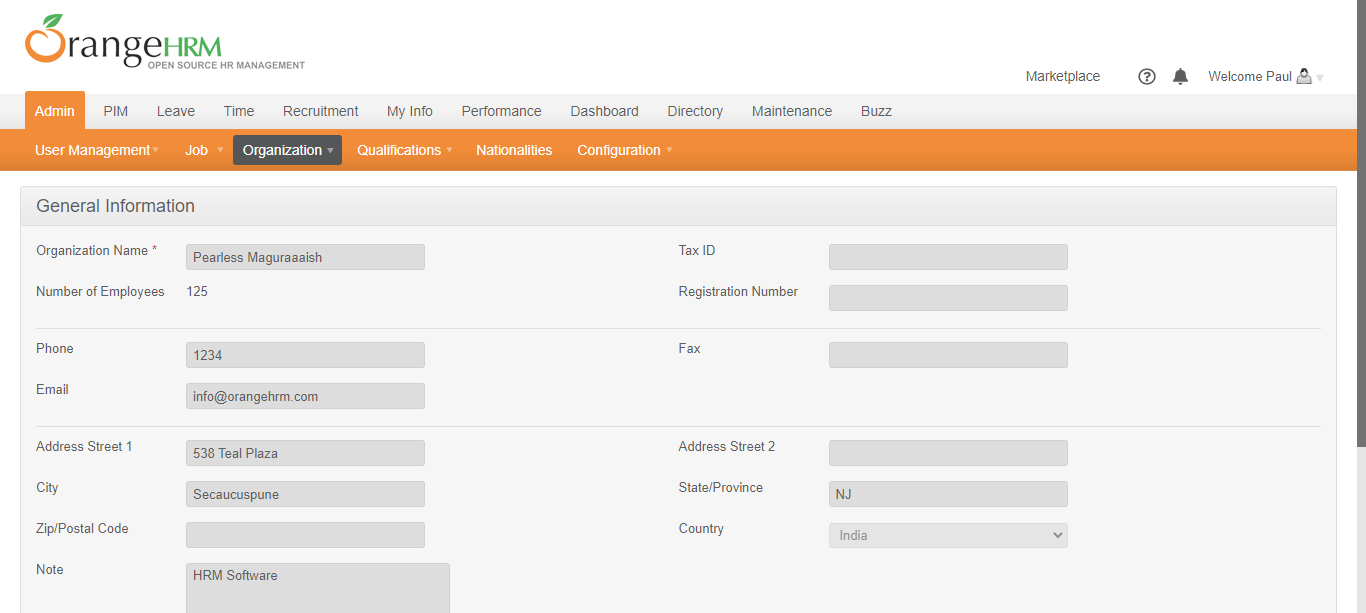 OrangeHRM
OPEN SOURCE HR MANAGEMENT
Marketplace ? Welcome Paul
Admin PIM Leave Time Recruitment My Info Performance Dashboard Directory Maintenance Buzz
User Management Job Organization Qualifications Nationalities Configuration
General Information
Organization Name * Pearless Maguraaaish Tax ID
Number of Employees 125 Registration Number
Phone 1234 Fax
Email info@orangehrm.com
Address Street 1 538 Teal Plaza Address Street 2
City Secaucuspune State/Province NJ
Zip/Postal Code Country India
Note HRM Software